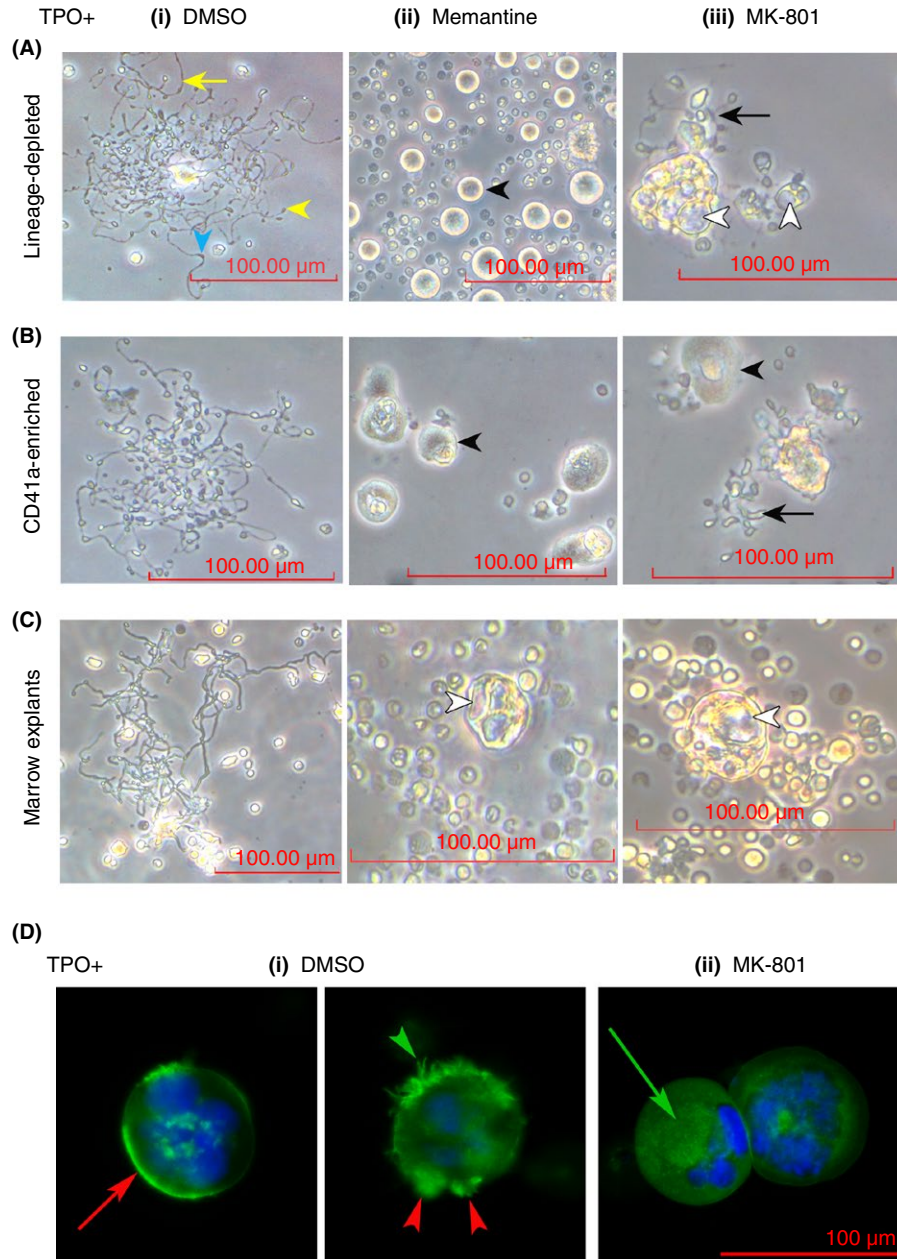 TPO+ (i) DMSO (ii) Memantine (iii) MK-801
(A)
Lineage-depleted
100.00 µm 100.00 µm 100.00 µm
(B)
CD41a-enriched
100.00 µm 100.00 µm 100.00 µm
(C)
Marrow explants
100.00 µm 100.00 µm 100.00 µm
(D)
TPO+ (i) DMSO (ii) MK-801
100 µm